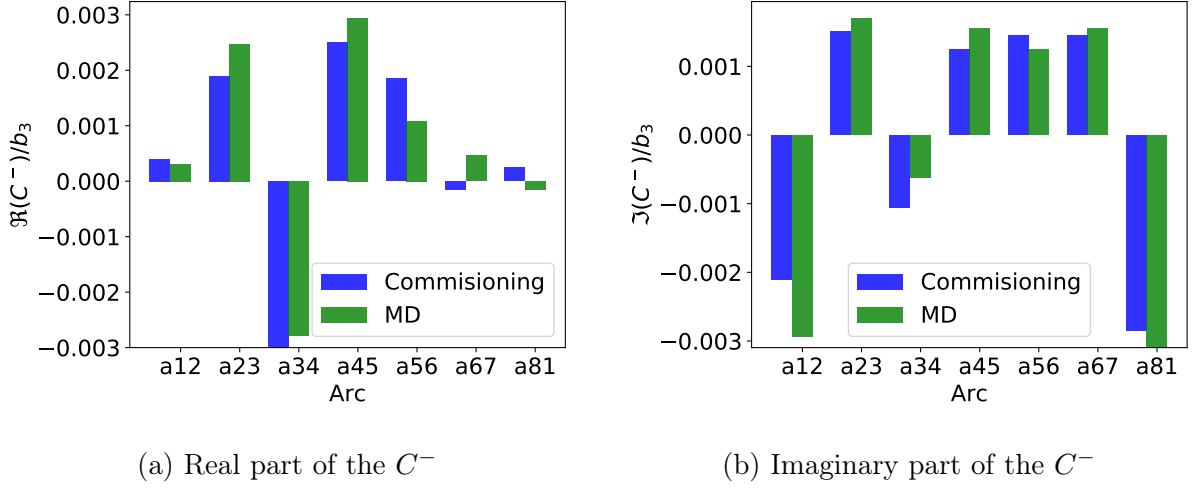 0.003
0.002
0.001
0.000
−0.001
−0.002
−0.003
ℜ(C⁻)/b₃
Commisioning
MD
a12 a23 a34 a45 a56 a67 a81
Arc
(a) Real part of the C⁻
0.001
0.000
−0.001
−0.002
−0.003
ℑ(C⁻)/b₃
Commisioning
MD
a12 a23 a34 a45 a56 a67 a81
Arc
(b) Imaginary part of the C⁻